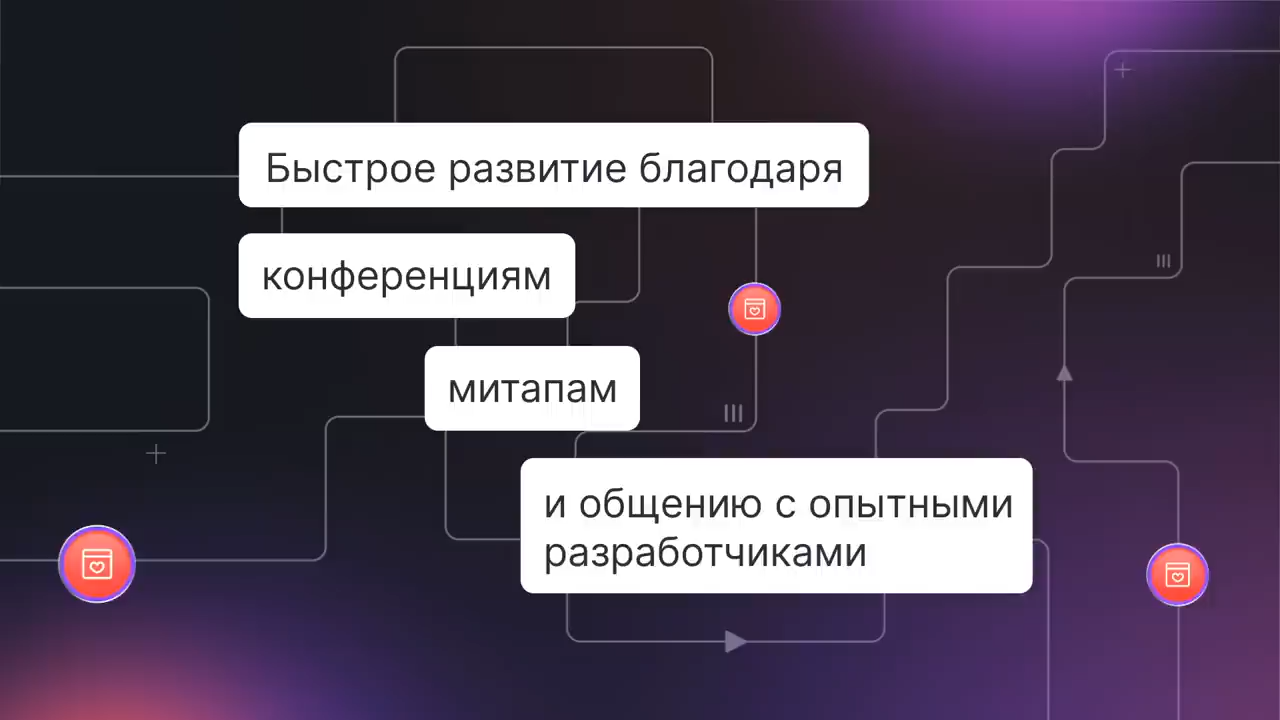 Быстрое развитие благодаря
конференциям
митапам
и общению с опытными
разработчиками